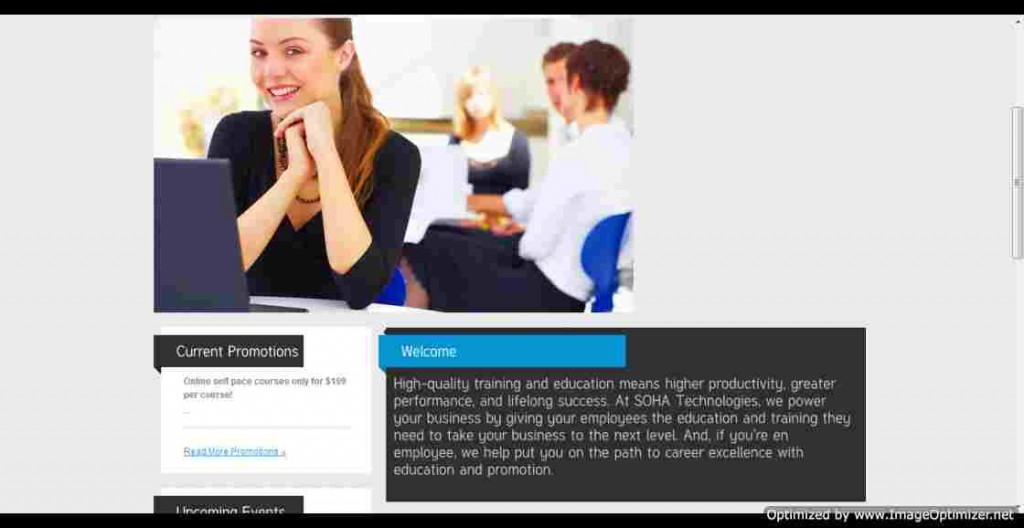 Current Promotions
Online self pace courses only for $199
per course!
...
Read More Promotions »
Upcoming Events
Welcome
High-quality training and education means higher productivity, greater
performance, and lifelong success. At SOHA Technologies, we power
your business by giving your employees the education and training they
need to take your business to the next level. And, if you're en
employee, we help put you on the path to career excellence with
education and promotion.
Optimized by www.ImageOptimizer.net